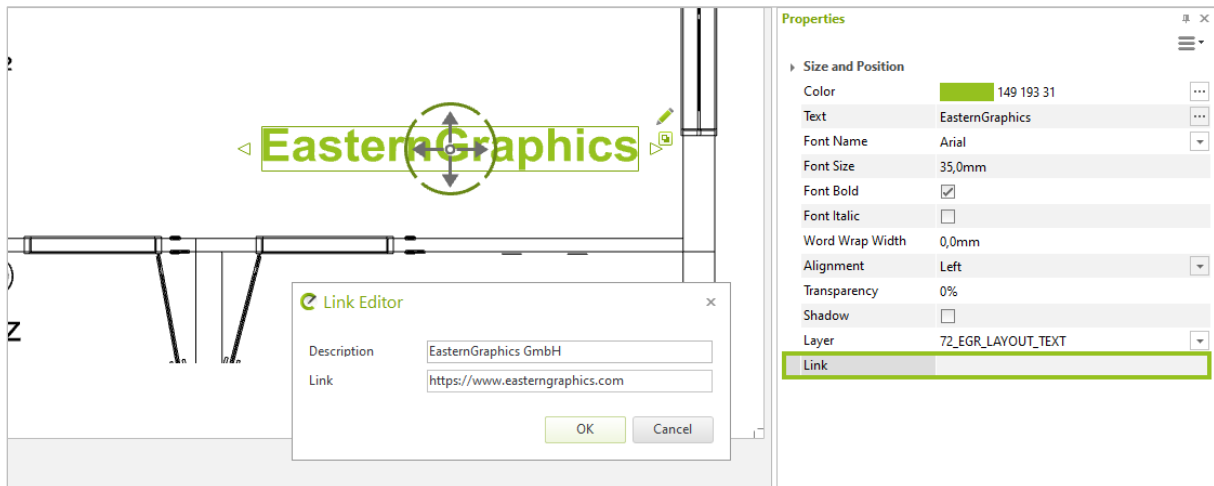 EasternGraphics
Z
Link Editor
Description EasternGraphics GmbH
Link https://www.easterngraphics.com
OK Cancel
Properties
Size and Position
Color 149 193 31
Text EasternGraphics
Font Name Arial
Font Size 35,0mm
Font Bold
Font Italic
Word Wrap Width 0,0mm
Alignment Left
Transparency 0%
Shadow
Layer 72_EGR_LAYOUT_TEXT
Link